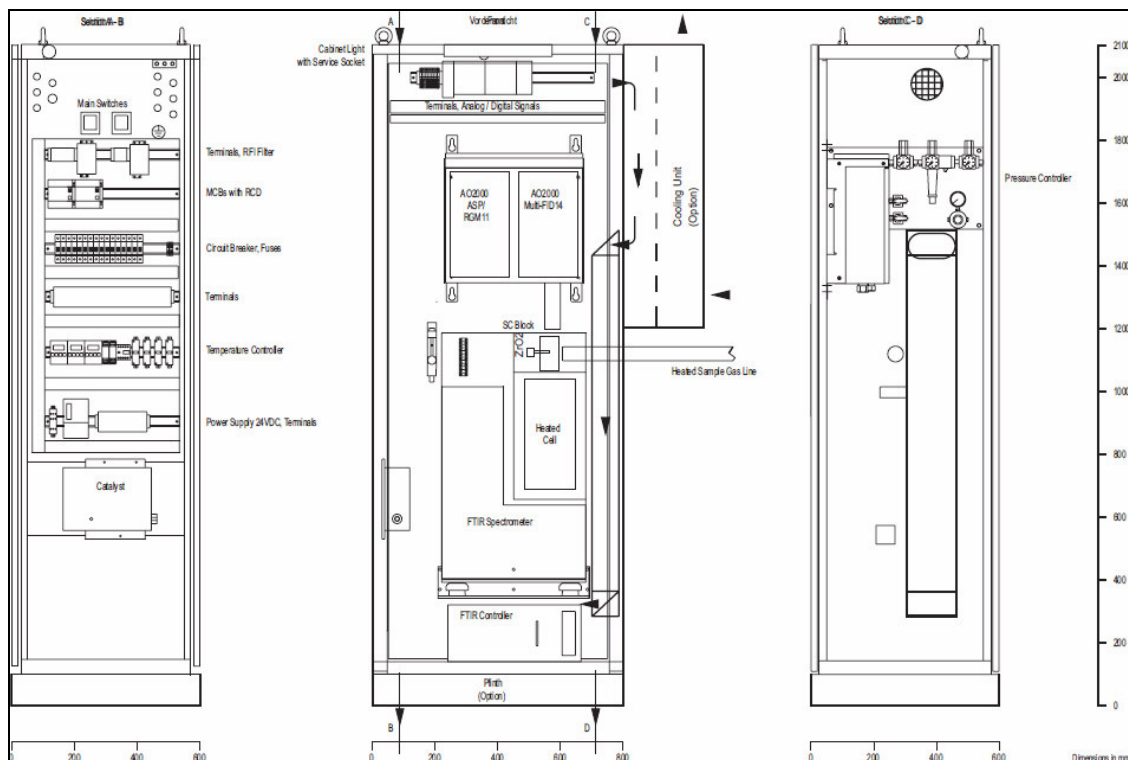 Section A - B
Main Switches
Terminals, RFI Filter
MCBs with RCD
Circuit Breaker, Fuses
Terminals
Temperature Controller
Power Supply 24VDC, Terminals
Catalyst
0
200
400
600
A
C
Cabinet Light
with Service Socket
Terminals, Analog / Digital Signals
AO2000
ASP/
RGM11
AO2000
Multi-FID14
Cooling Unit
(Option)
SC Block
ZrO2
Heated Sample Gas Line
Heated
Cell
FTIR Spectrometer
FTIR Controller
Plinth
(Option)
B
D
0
200
400
600
800
Section C - D
Pressure Controller
0
200
400
600
2100
2000
1800
1600
1400
1200
1000
800
600
400
200
0
Dimensions in mm